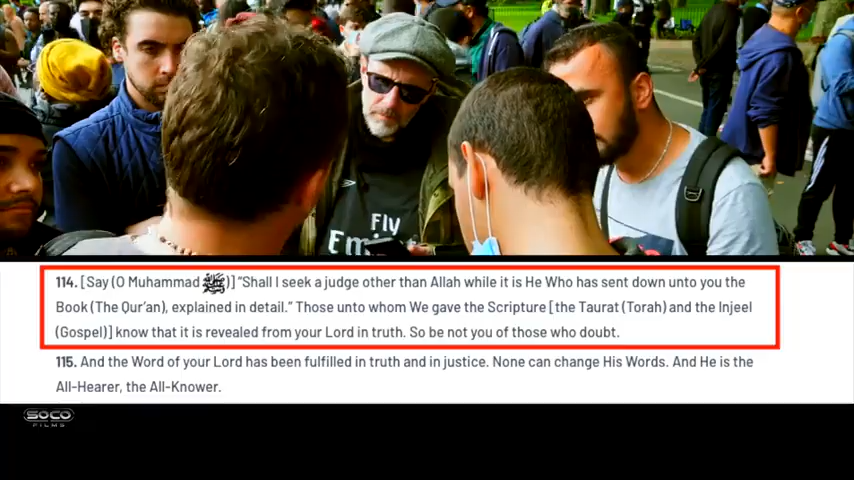 Fly
Em
114. [Say (O Muhammad ﷺ)] "Shall I seek a judge other than Allah while it is He Who has sent down unto you the
Book (The Qur'an), explained in detail." Those unto whom We gave the Scripture [the Taurat (Torah) and the Injeel
(Gospel)] know that it is revealed from your Lord in truth. So be not you of those who doubt.
115. And the Word of your Lord has been fulfilled in truth and in justice. None can change His Words. And He is the
All-Hearer, the All-Knower.
SOCO
FILMS